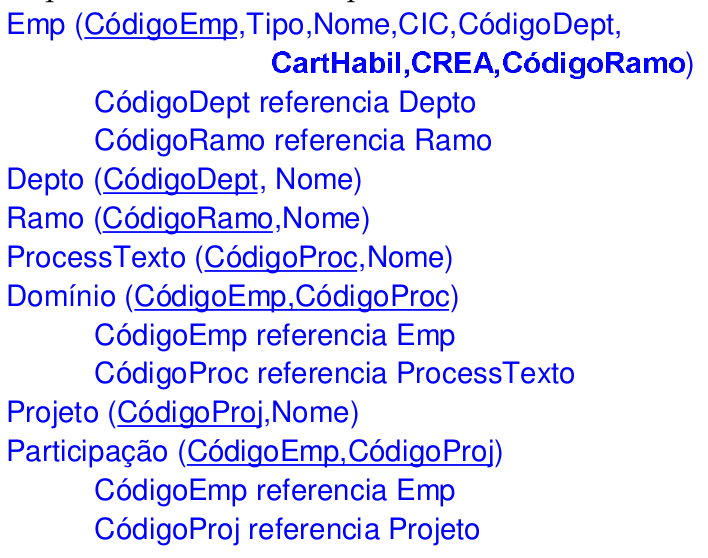 Emp (CódigoEmp,Tipo,Nome,CIC,CódigoDept,
CartHabil,CREA,CódigoRamo)
CódigoDept referencia Depto
CódigoRamo referencia Ramo
Depto (CódigoDept, Nome)
Ramo (CódigoRamo,Nome)
ProcessTexto (CódigoProc,Nome)
Domínio (CódigoEmp,CódigoProc)
CódigoEmp referencia Emp
CódigoProc referencia ProcessTexto
Projeto (CódigoProj,Nome)
Participação (CódigoEmp,CódigoProj)
CódigoEmp referencia Emp
CódigoProj referencia Projeto